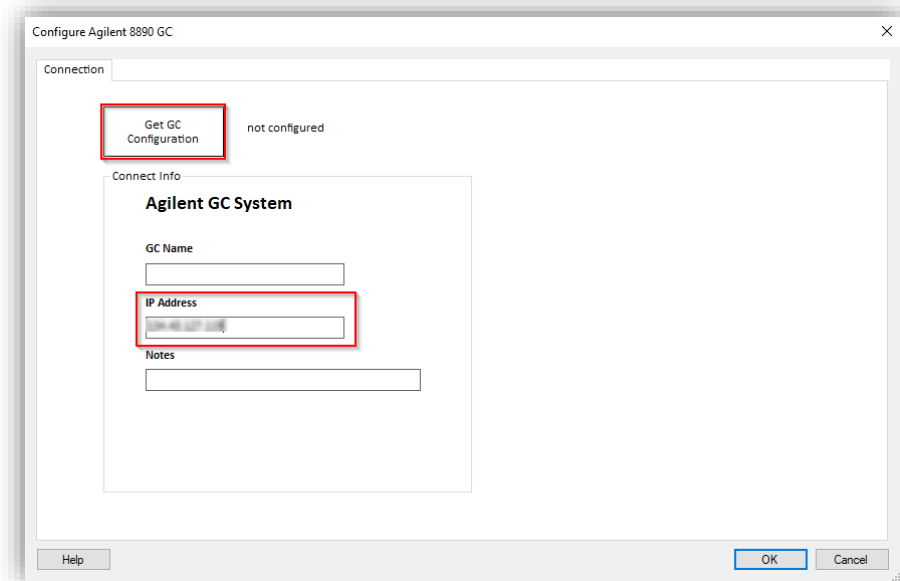 Configure Agilent 8890 GC
Connection
Get GC
Configuration
not configured
Connect Info
Agilent GC System
GC Name
IP Address
Notes
Help
OK
Cancel